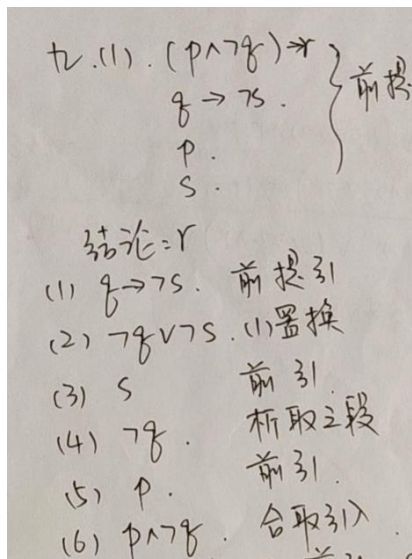 九.(1). (p∧¬q)→r
前提
q→¬s.
p.
s.
结论:r
(1) q→¬s. 前提引
(2) ¬q∨¬s. (1)置换
(3) s 前引
(4) ¬q. 析取三段
(5) p. 前引.
(6) p∧¬q. 合取引入